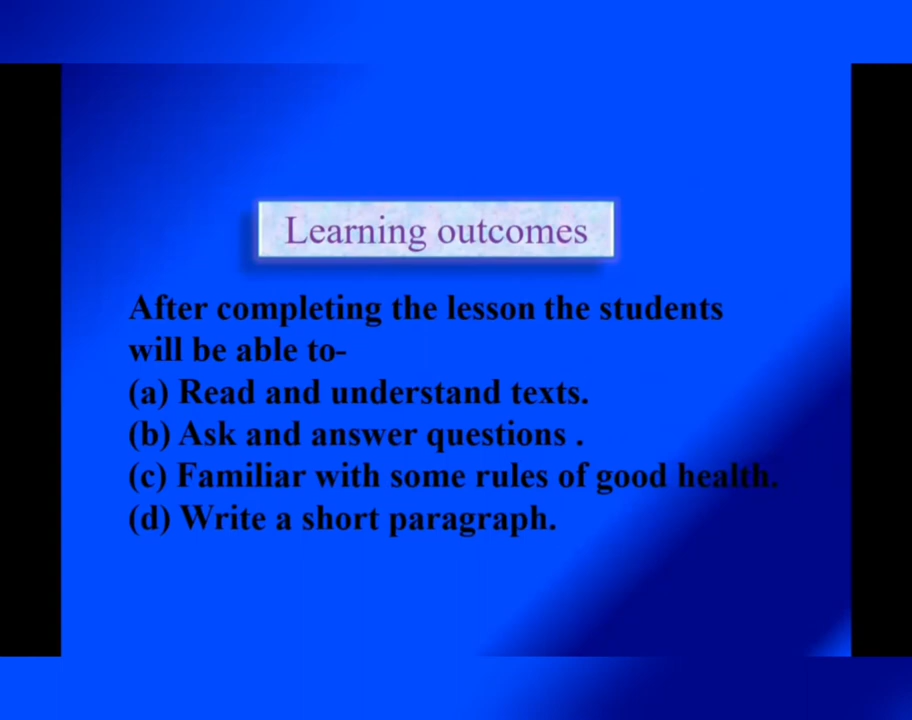 Learning outcomes
After completing the lesson the students
will be able to-
(a) Read and understand texts.
(b) Ask and answer questions .
(c) Familiar with some rules of good health.
(d) Write a short paragraph.